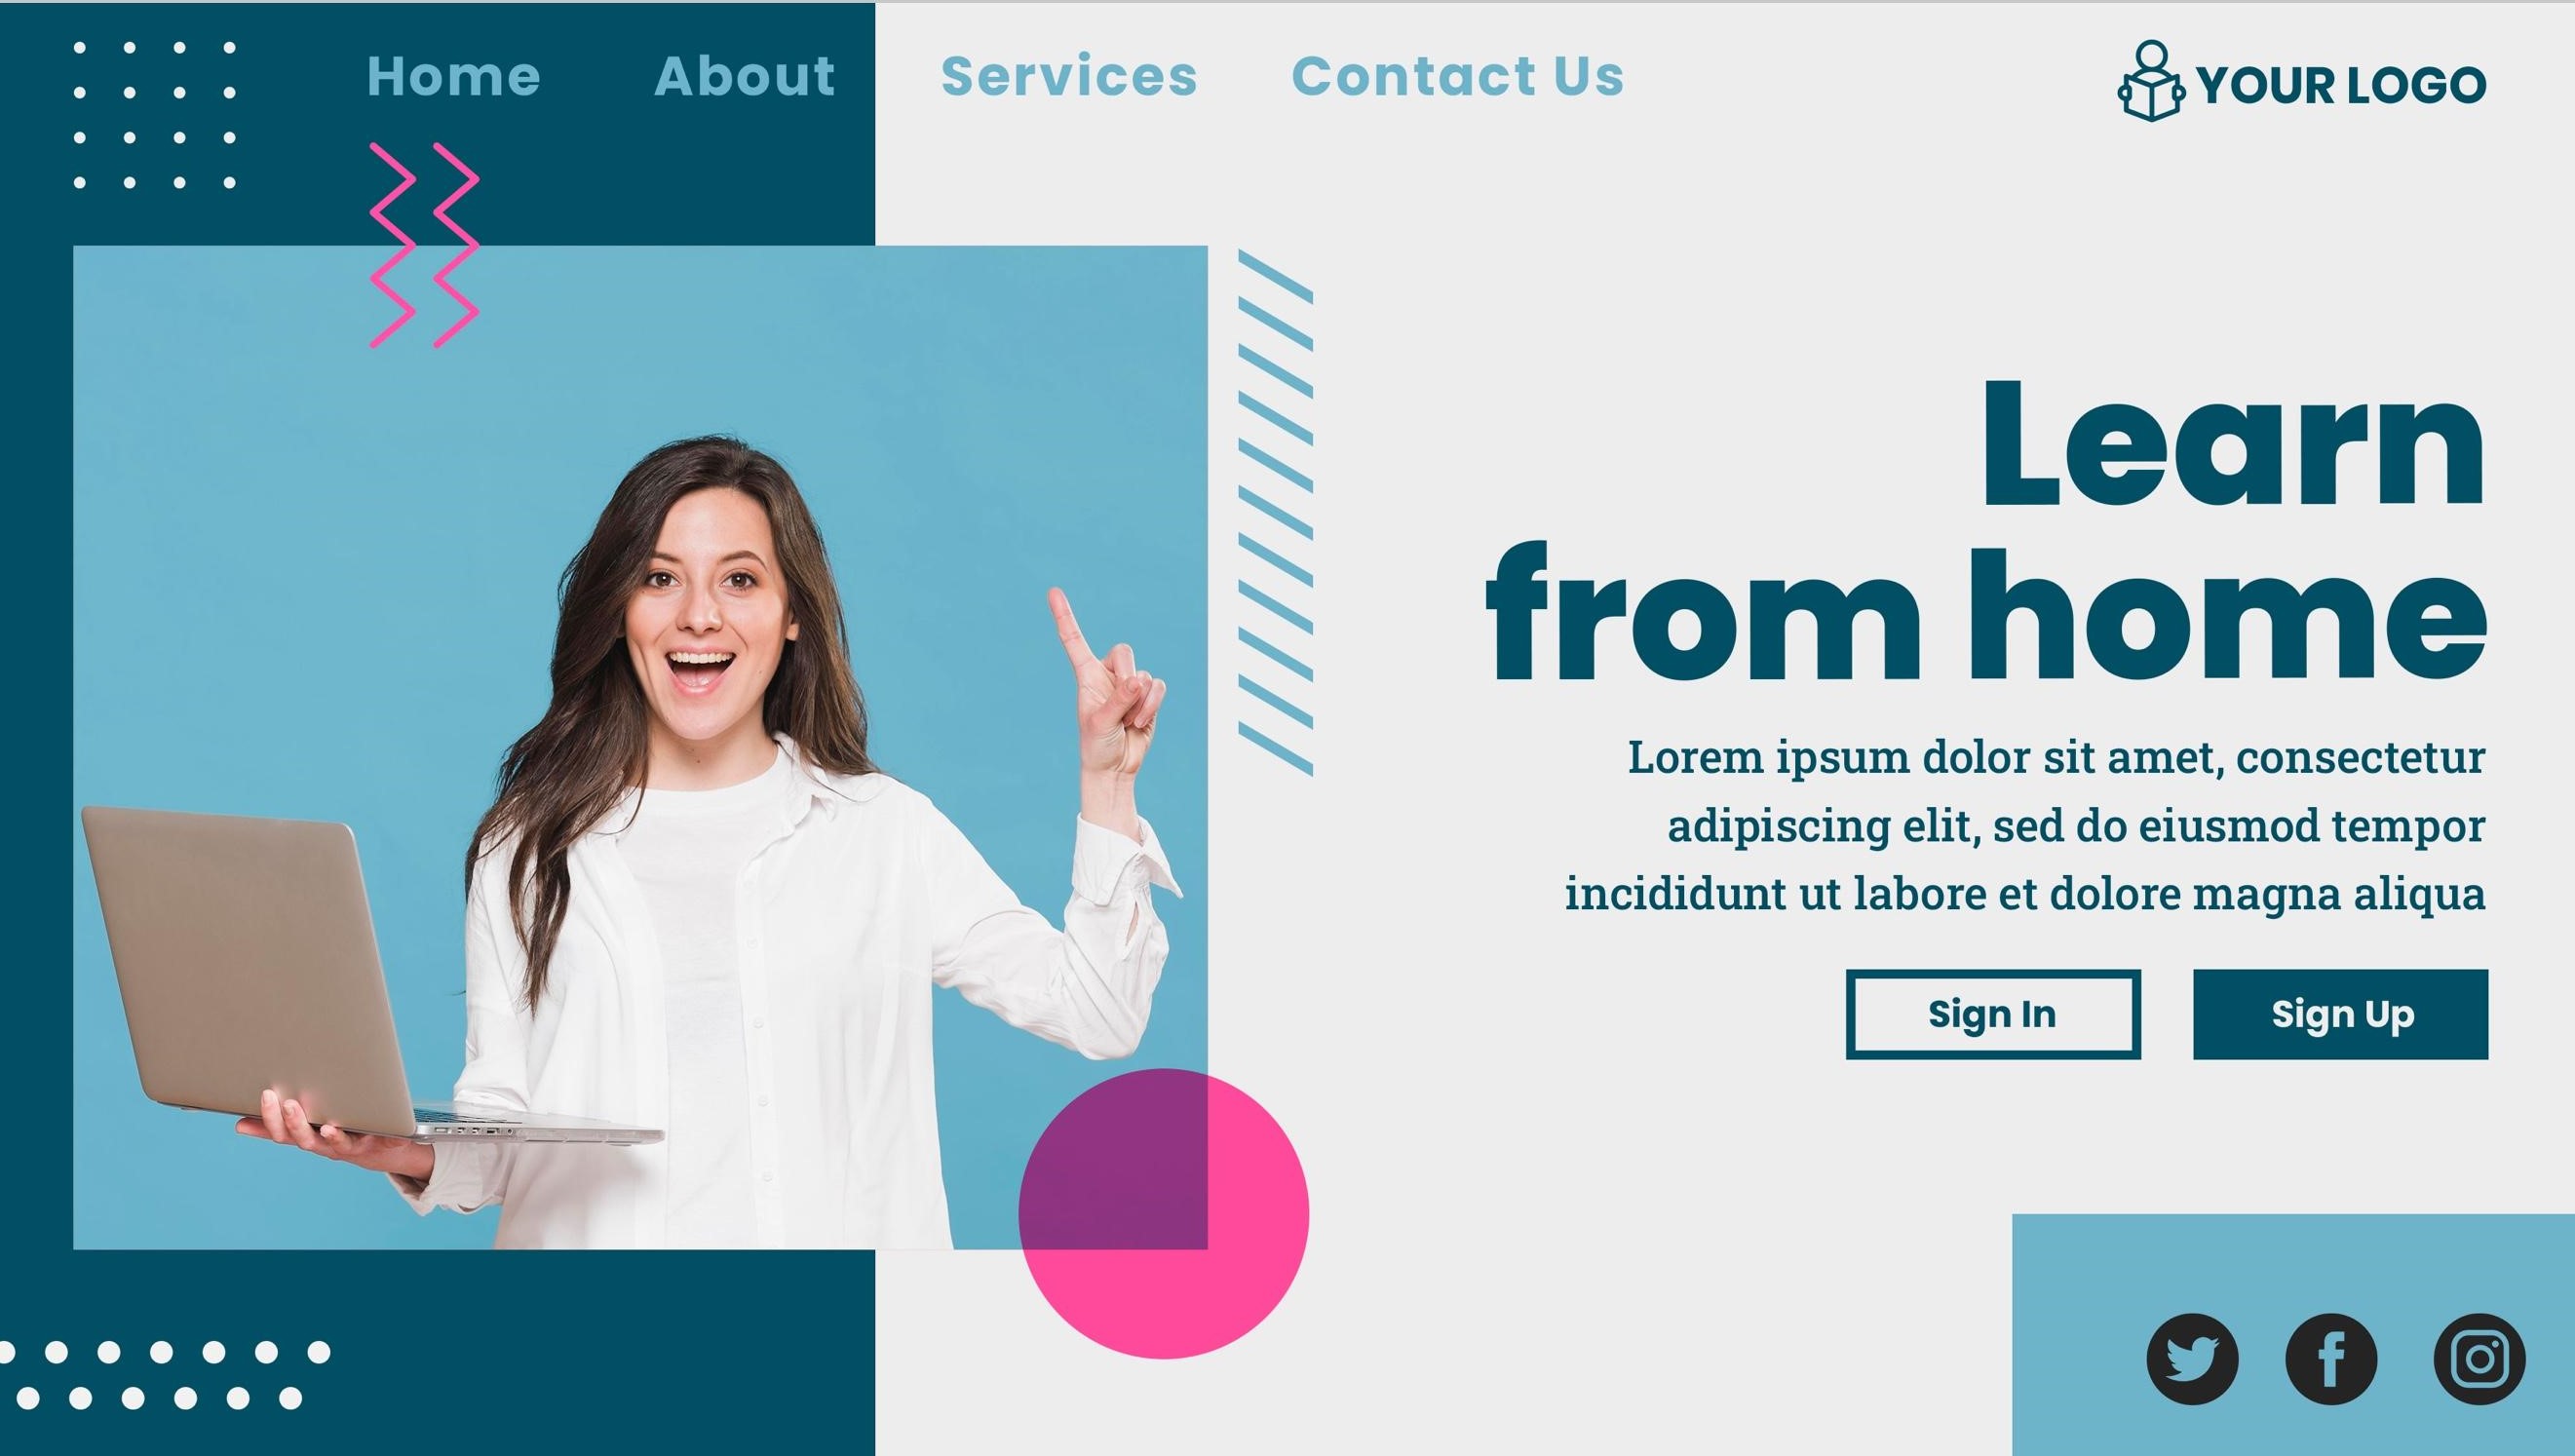 Home About Services Contact Us
YOUR LOGO
Learn
from home
Lorem ipsum dolor sit amet, consectetur
adipiscing elit, sed do eiusmod tempor
incididunt ut labore et dolore magna aliqua
Sign In
Sign Up